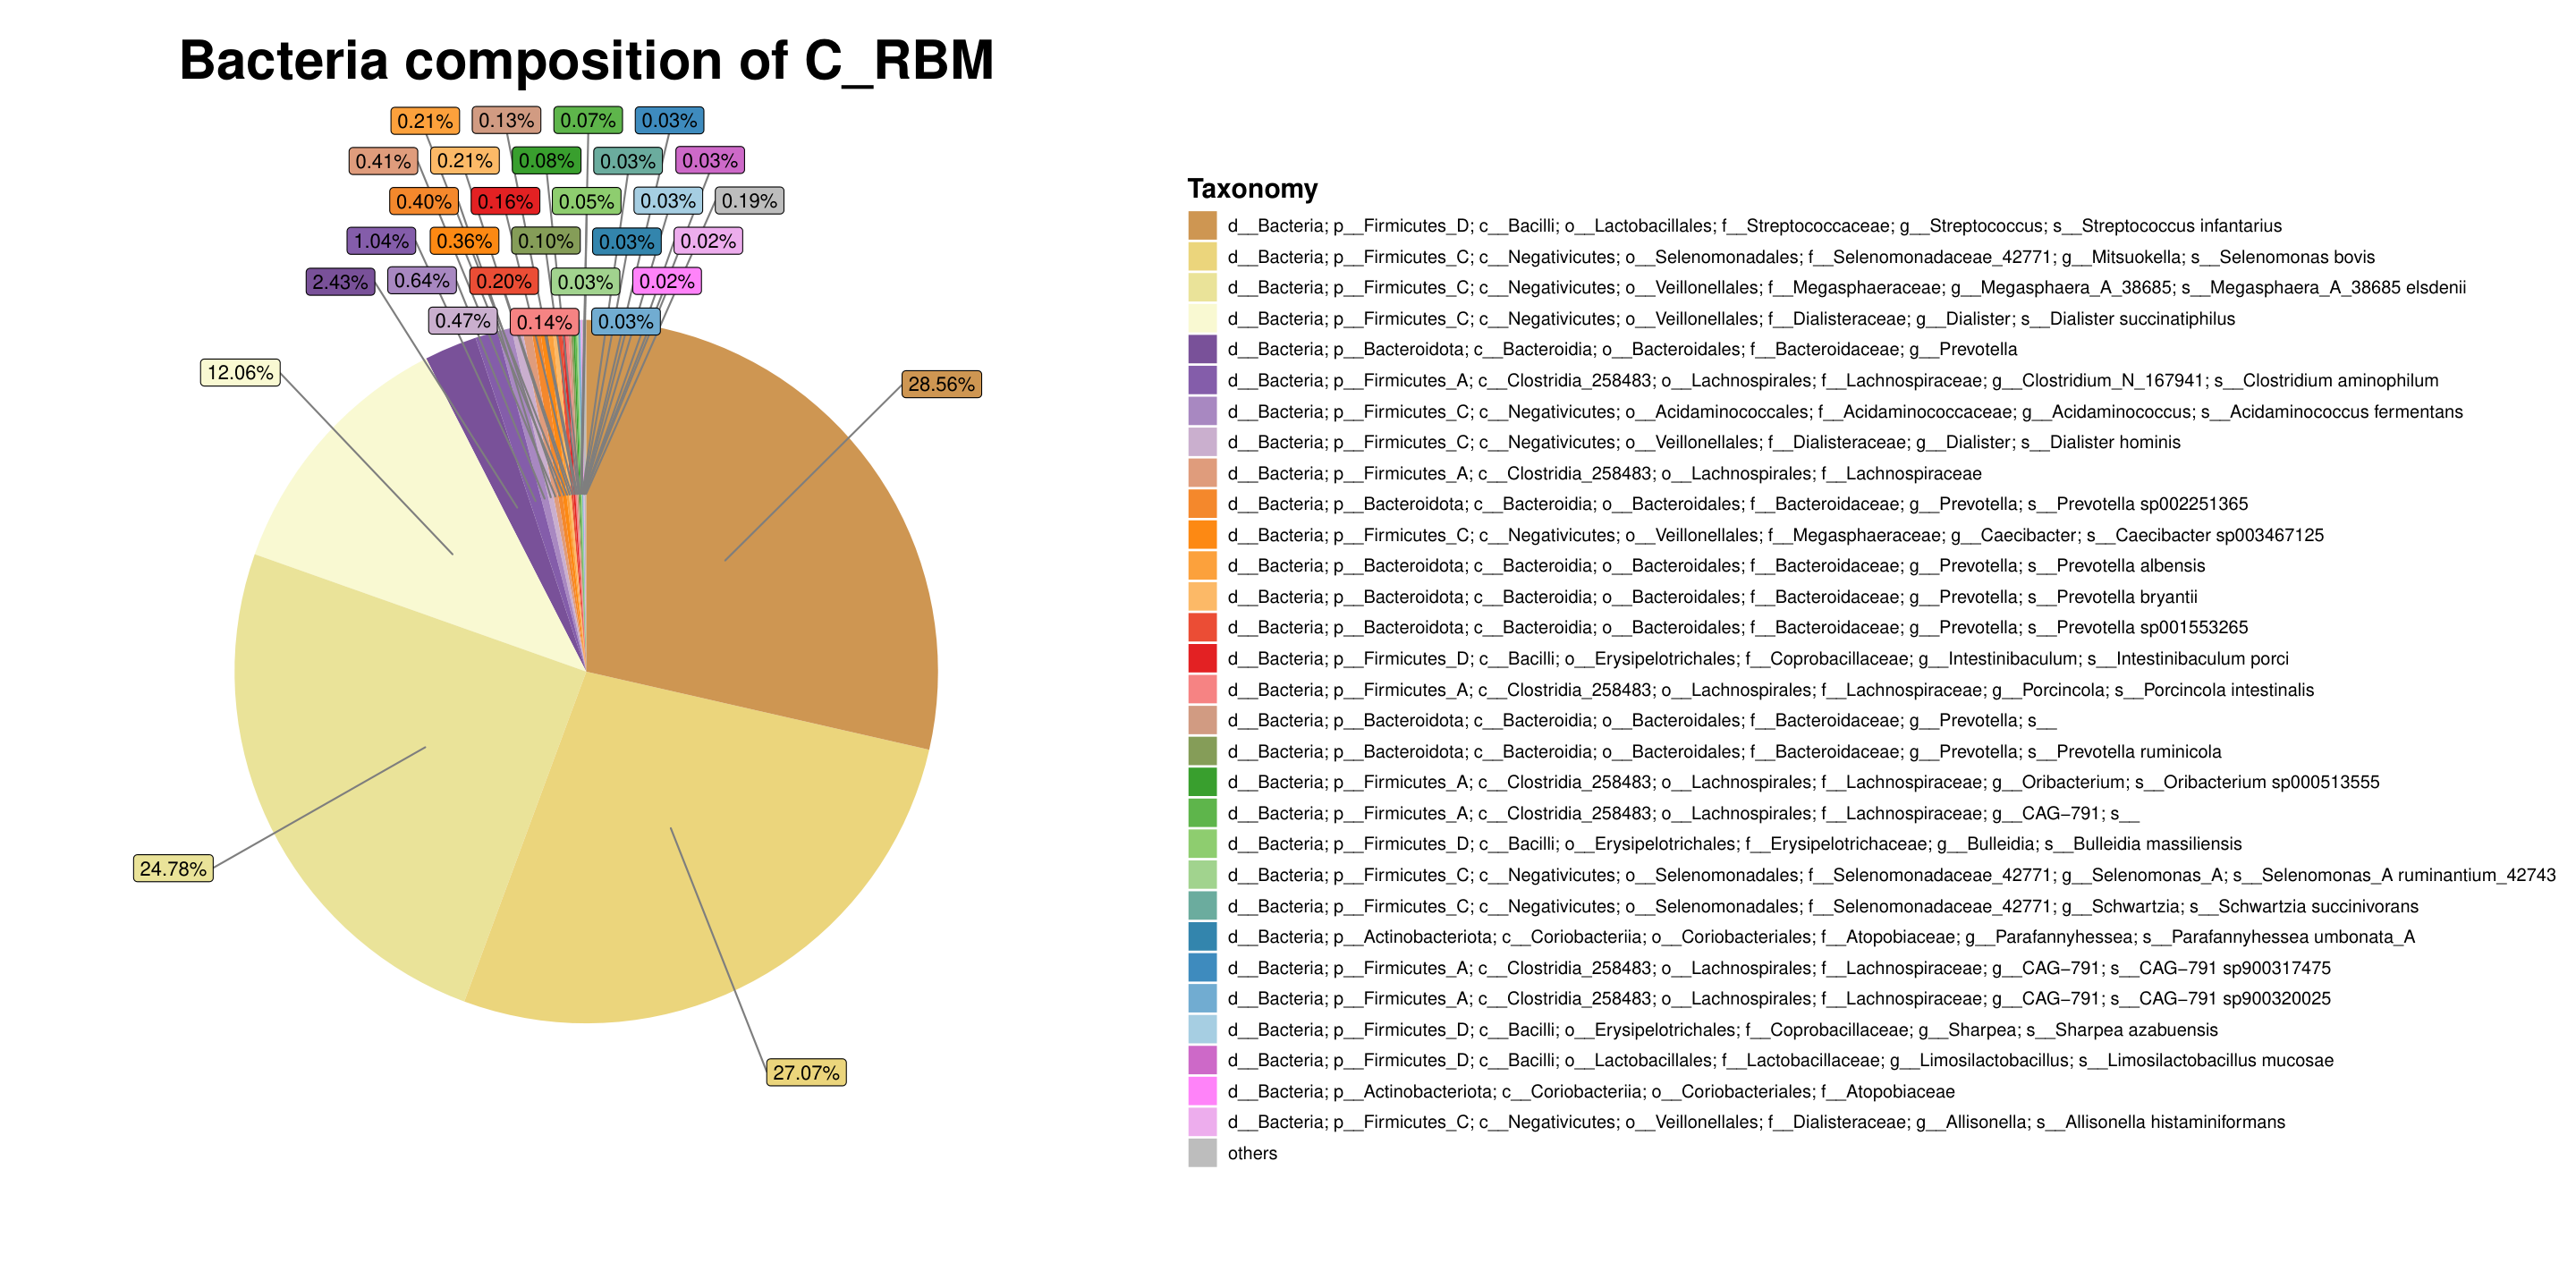 Bacteria composition of C_RBM
0.21% 0.13% 0.07% 0.03%
0.41% 0.21% 0.08% 0.03% 0.03%
0.40% 0.16% 0.05% 0.03% 0.19%
1.04% 0.36% 0.10% 0.03% 0.02%
2.43% 0.64% 0.20% 0.03% 0.02%
0.47% 0.14% 0.03%
12.06%
28.56%
24.78%
27.07%
Taxonomy
d__Bacteria; p__Firmicutes_D; c__Bacilli; o__Lactobacillales; f__Streptococcaceae; g__Streptococcus; s__Streptococcus infantarius
d__Bacteria; p__Firmicutes_C; c__Negativicutes; o__Selenomonadales; f__Selenomonadaceae_42771; g__Mitsuokella; s__Selenomonas bovis
d__Bacteria; p__Firmicutes_C; c__Negativicutes; o__Veillonellales; f__Megasphaeraceae; g__Megasphaera_A_38685; s__Megasphaera_A_38685 elsdenii
d__Bacteria; p__Firmicutes_C; c__Negativicutes; o__Veillonellales; f__Dialisteraceae; g__Dialister; s__Dialister succinatiphilus
d__Bacteria; p__Bacteroidota; c__Bacteroidia; o__Bacteroidales; f__Bacteroidaceae; g__Prevotella
d__Bacteria; p__Firmicutes_A; c__Clostridia_258483; o__Lachnospirales; f__Lachnospiraceae; g__Clostridium_N_167941; s__Clostridium aminophilum
d__Bacteria; p__Firmicutes_C; c__Negativicutes; o__Acidaminococcales; f__Acidaminococcaceae; g__Acidaminococcus; s__Acidaminococcus fermentans
d__Bacteria; p__Firmicutes_C; c__Negativicutes; o__Veillonellales; f__Dialisteraceae; g__Dialister; s__Dialister hominis
d__Bacteria; p__Firmicutes_A; c__Clostridia_258483; o__Lachnospirales; f__Lachnospiraceae
d__Bacteria; p__Bacteroidota; c__Bacteroidia; o__Bacteroidales; f__Bacteroidaceae; g__Prevotella; s__Prevotella sp002251365
d__Bacteria; p__Firmicutes_C; c__Negativicutes; o__Veillonellales; f__Megasphaeraceae; g__Caecibacter; s__Caecibacter sp003467125
d__Bacteria; p__Bacteroidota; c__Bacteroidia; o__Bacteroidales; f__Bacteroidaceae; g__Prevotella; s__Prevotella albensis
d__Bacteria; p__Bacteroidota; c__Bacteroidia; o__Bacteroidales; f__Bacteroidaceae; g__Prevotella; s__Prevotella bryantii
d__Bacteria; p__Bacteroidota; c__Bacteroidia; o__Bacteroidales; f__Bacteroidaceae; g__Prevotella; s__Prevotella sp001553265
d__Bacteria; p__Firmicutes_D; c__Bacilli; o__Erysipelotrichales; f__Coprobacillaceae; g__Intestinibaculum; s__Intestinibaculum porci
d__Bacteria; p__Firmicutes_A; c__Clostridia_258483; o__Lachnospirales; f__Lachnospiraceae; g__Porcincola; s__Porcincola intestinalis
d__Bacteria; p__Bacteroidota; c__Bacteroidia; o__Bacteroidales; f__Bacteroidaceae; g__Prevotella; s__
d__Bacteria; p__Bacteroidota; c__Bacteroidia; o__Bacteroidales; f__Bacteroidaceae; g__Prevotella; s__Prevotella ruminicola
d__Bacteria; p__Firmicutes_A; c__Clostridia_258483; o__Lachnospirales; f__Lachnospiraceae; g__Oribacterium; s__Oribacterium sp000513555
d__Bacteria; p__Firmicutes_A; c__Clostridia_258483; o__Lachnospirales; f__Lachnospiraceae; g__CAG−791; s__
d__Bacteria; p__Firmicutes_D; c__Bacilli; o__Erysipelotrichales; f__Erysipelotrichaceae; g__Bulleidia; s__Bulleidia massiliensis
d__Bacteria; p__Firmicutes_C; c__Negativicutes; o__Selenomonadales; f__Selenomonadaceae_42771; g__Selenomonas_A; s__Selenomonas_A ruminantium_42743
d__Bacteria; p__Firmicutes_C; c__Negativicutes; o__Selenomonadales; f__Selenomonadaceae_42771; g__Schwartzia; s__Schwartzia succinivorans
d__Bacteria; p__Actinobacteriota; c__Coriobacteriia; o__Coriobacteriales; f__Atopobiaceae; g__Parafannyhessea; s__Parafannyhessea umbonata_A
d__Bacteria; p__Firmicutes_A; c__Clostridia_258483; o__Lachnospirales; f__Lachnospiraceae; g__CAG−791; s__CAG−791 sp900317475
d__Bacteria; p__Firmicutes_A; c__Clostridia_258483; o__Lachnospirales; f__Lachnospiraceae; g__CAG−791; s__CAG−791 sp900320025
d__Bacteria; p__Firmicutes_D; c__Bacilli; o__Erysipelotrichales; f__Coprobacillaceae; g__Sharpea; s__Sharpea azabuensis
d__Bacteria; p__Firmicutes_D; c__Bacilli; o__Lactobacillales; f__Lactobacillaceae; g__Limosilactobacillus; s__Limosilactobacillus mucosae
d__Bacteria; p__Actinobacteriota; c__Coriobacteriia; o__Coriobacteriales; f__Atopobiaceae
d__Bacteria; p__Firmicutes_C; c__Negativicutes; o__Veillonellales; f__Dialisteraceae; g__Allisonella; s__Allisonella histaminiformans
others